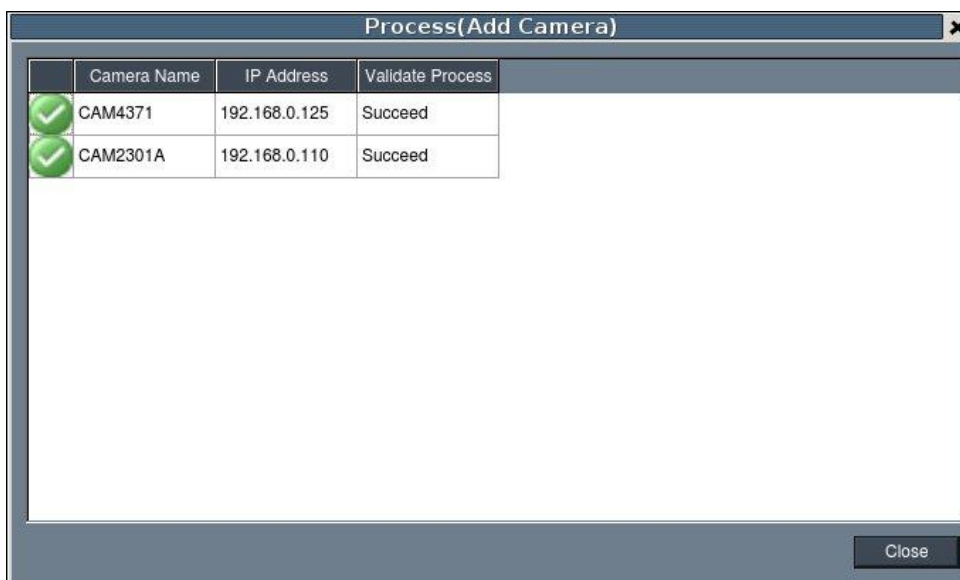 Process(Add Camera)
Camera Name IP Address Validate Process
CAM4371 192.168.0.125 Succeed
CAM2301A 192.168.0.110 Succeed
Close